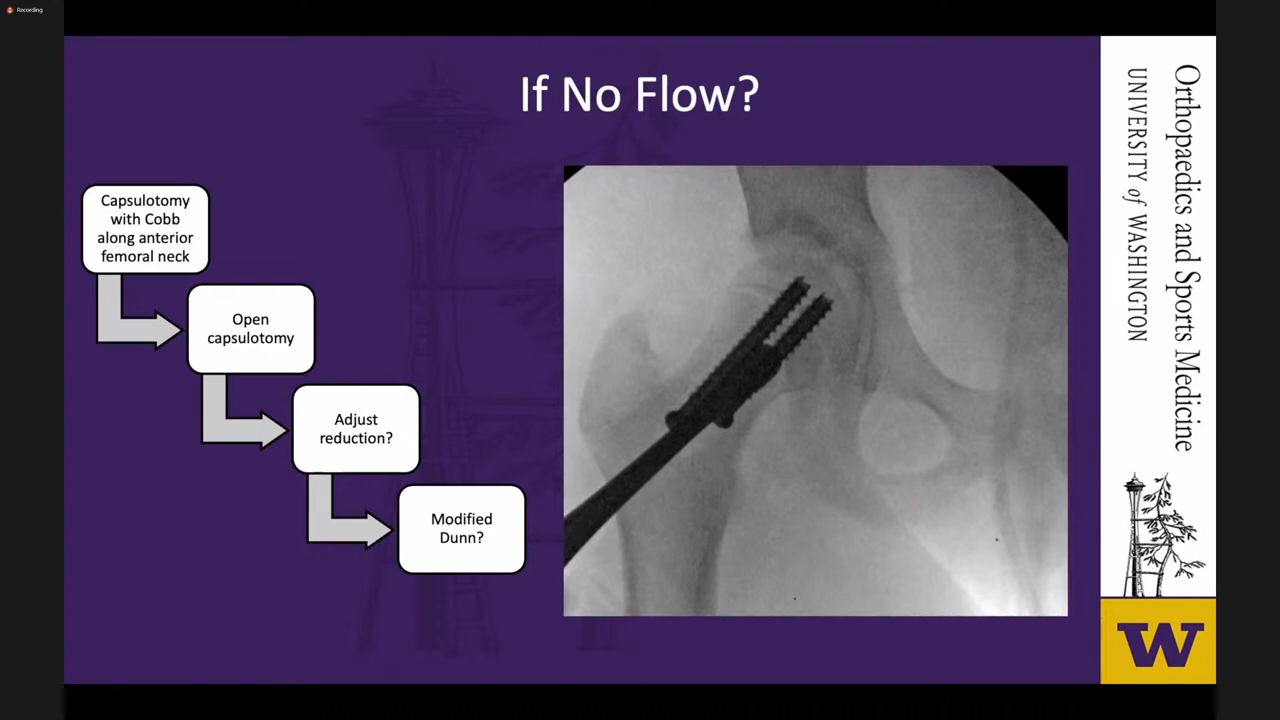 Recording
If No Flow?
Capsulotomy
with Cobb
along anterior
femoral neck
Open
capsulotomy
Adjust
reduction?
Modified
Dunn?
Orthopaedics and Sports Medicine
UNIVERSITY of WASHINGTON
W